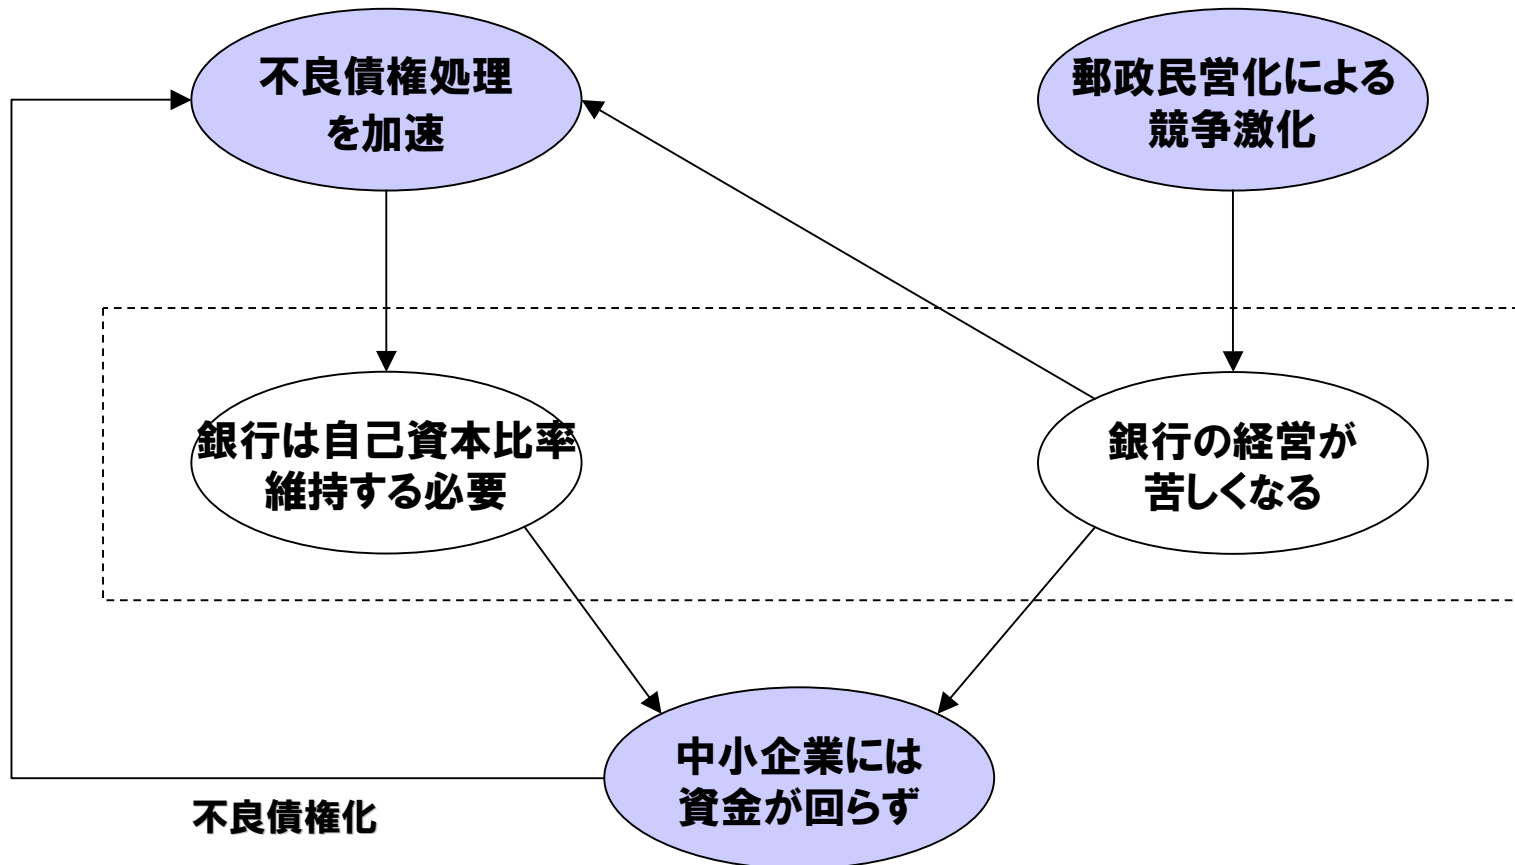 不良債権処理
を加速
郵政民営化による
競争激化
銀行は自己資本比率
維持する必要
銀行の経営が
苦しくなる
中小企業には
資金が回らず
不良債権化